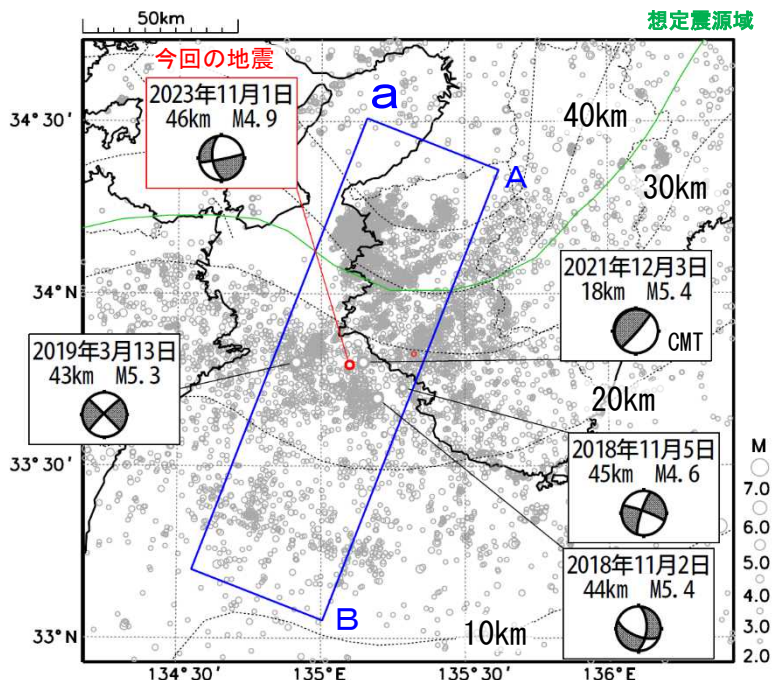 50km
想定震源域
今回の地震
2023年11月1日
46km M4.9
a
A
40km
30km
34°30′
2021年12月3日
18km M5.4
CMT
34°N
2019年3月13日
43km M5.3
20km
2018年11月5日
45km M4.6
33°30′
2018年11月2日
44km M5.4
B
10km
33°N
M
7.0
6.0
5.0
4.0
3.0
2.0
134°30′
135°E
135°30′
136°E